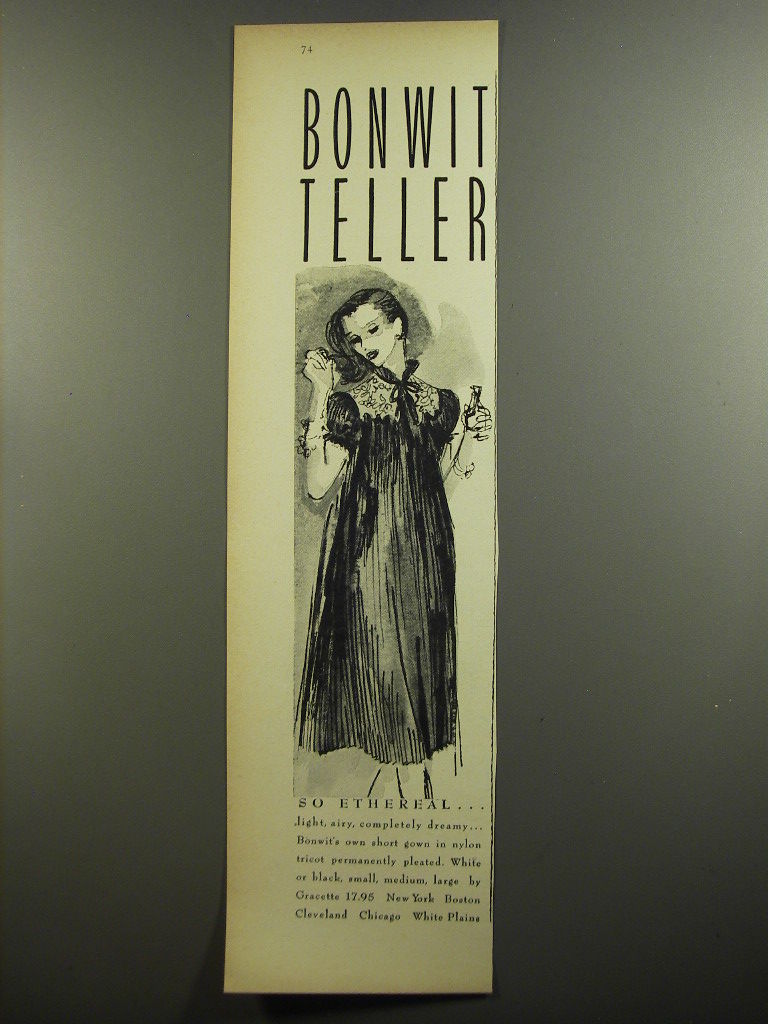 74
BONWIT
TELLER
SO ETHEREAL...
light, airy, completely dreamy...
Bonwit's own short gown in nylon
tricot permanently pleated. White
or black, small, medium, large by
Gracette 17.95 New York Boston
Cleveland Chicago White Plains